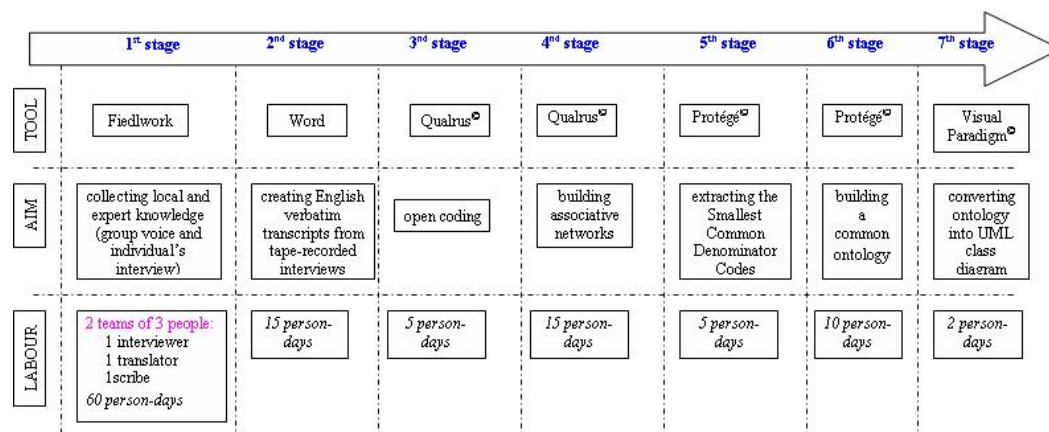 1st stage
2nd stage
3nd stage
4nd stage
5th stage
6th stage
7th stage
TOOL
Fiedlwork
Word
Qualrus©
Qualrus©
Protégé©
Protégé©
Visual
Paradigm©
AIM
collecting local and
expert knowledge
(group voice and
individual's
interview)
creating English
verbatim
transcripts from
tape-recorded
interviews
open coding
building
associative
networks
extracting the
Smallest
Common
Denominator
Codes
building
a
common
ontology
converting
ontology
into UML
class
diagram
LABOUR
2 teams of 3 people:
1 interviewer
1 translator
1scribe
60 person-days
15 person-
days
5 person-
days
15 person-
days
5 person-
days
10 person-
days
2 person-
days